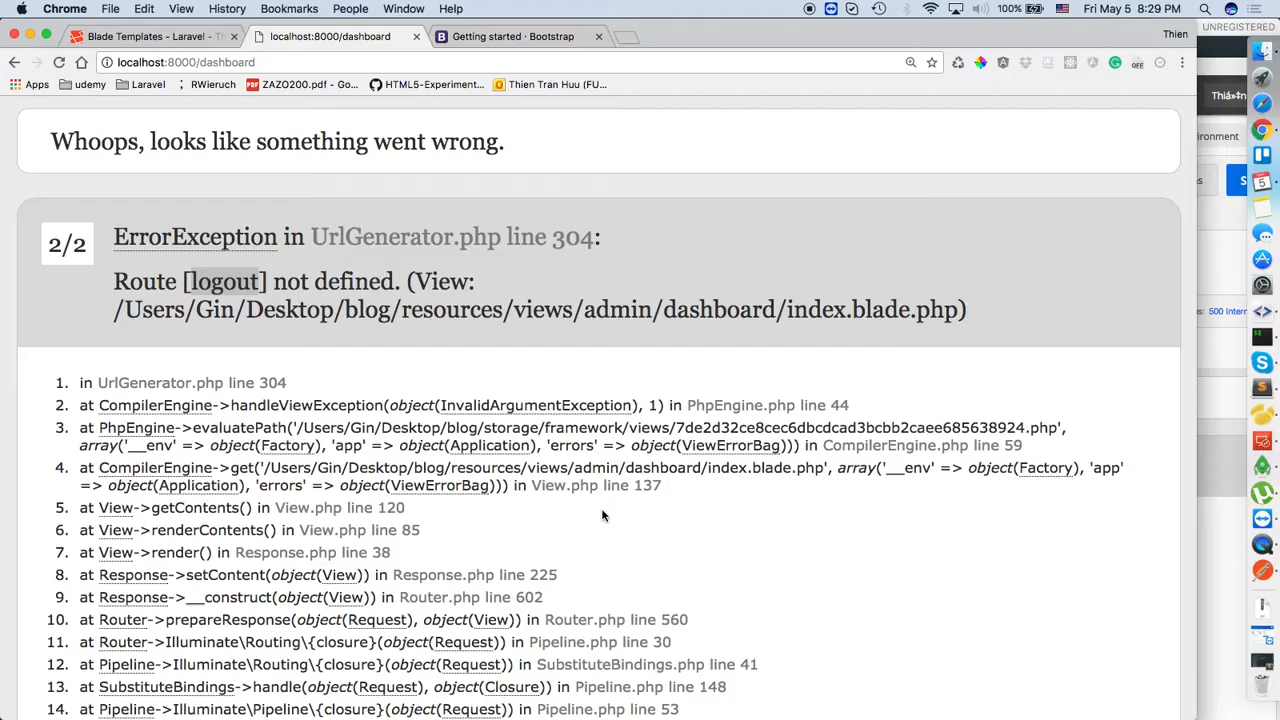 Chrome File Edit View History Bookmarks People Window Help 100% Fri May 5 8:29 PM
UNREGISTERED
Blade Templates - Laravel - T localhost:8000/dashboard Getting started Thien
localhost:8000/dashboard
Apps udemy Laravel RWieruch ZAZO200.pdf - Go... HTML5-Experiment... Thien Tran Huu (FU...
Whoops, looks like something went wrong.
2/2 ErrorException in UrlGenerator.php line 304:
Route [logout] not defined. (View:
/Users/Gin/Desktop/blog/resources/views/admin/dashboard/index.blade.php)
1. in UrlGenerator.php line 304
2. at CompilerEngine->handleViewException(object(InvalidArgumentException), 1) in PhpEngine.php line 44
3. at PhpEngine->evaluatePath('/Users/Gin/Desktop/blog/storage/framework/views/7de2d32ce8cec6dbcdcad3bcbb2caee685638924.php',
array('__env' => object(Factory), 'app' => object(Application), 'errors' => object(ViewErrorBag))) in CompilerEngine.php line 59
4. at CompilerEngine->get('/Users/Gin/Desktop/blog/resources/views/admin/dashboard/index.blade.php', array('__env' => object(Factory), 'app'
=> object(Application), 'errors' => object(ViewErrorBag))) in View.php line 137
5. at View->getContents() in View.php line 120
6. at View->renderContents() in View.php line 85
7. at View->render() in Response.php line 38
8. at Response->setContent(object(View)) in Response.php line 225
9. at Response->__construct(object(View)) in Router.php line 602
10. at Router->prepareResponse(object(Request), object(View)) in Router.php line 560
11. at Router->Illuminate\Routing\{closure}(object(Request)) in Pipeline.php line 30
12. at Pipeline->Illuminate\Routing\{closure}(object(Request)) in SubstituteBindings.php line 41
13. at SubstituteBindings->handle(object(Request), object(Closure)) in Pipeline.php line 148
14. at Pipeline->Illuminate\Pipeline\{closure}(object(Request)) in Pipeline.php line 53
ironment
500 Intern